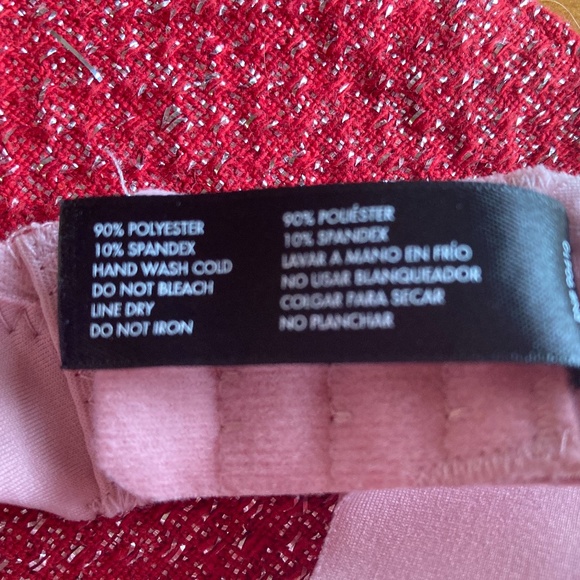 90% POLYESTER
10% SPANDEX
HAND WASH COLD
DO NOT BLEACH
LINE DRY
DO NOT IRON
90% POLIÉSTER
10% SPANDEX
LAVAR A MANO EN FRÍO
NO USAR BLANQUEADOR
COLGAR PARA SECAR
NO PLANCHAR